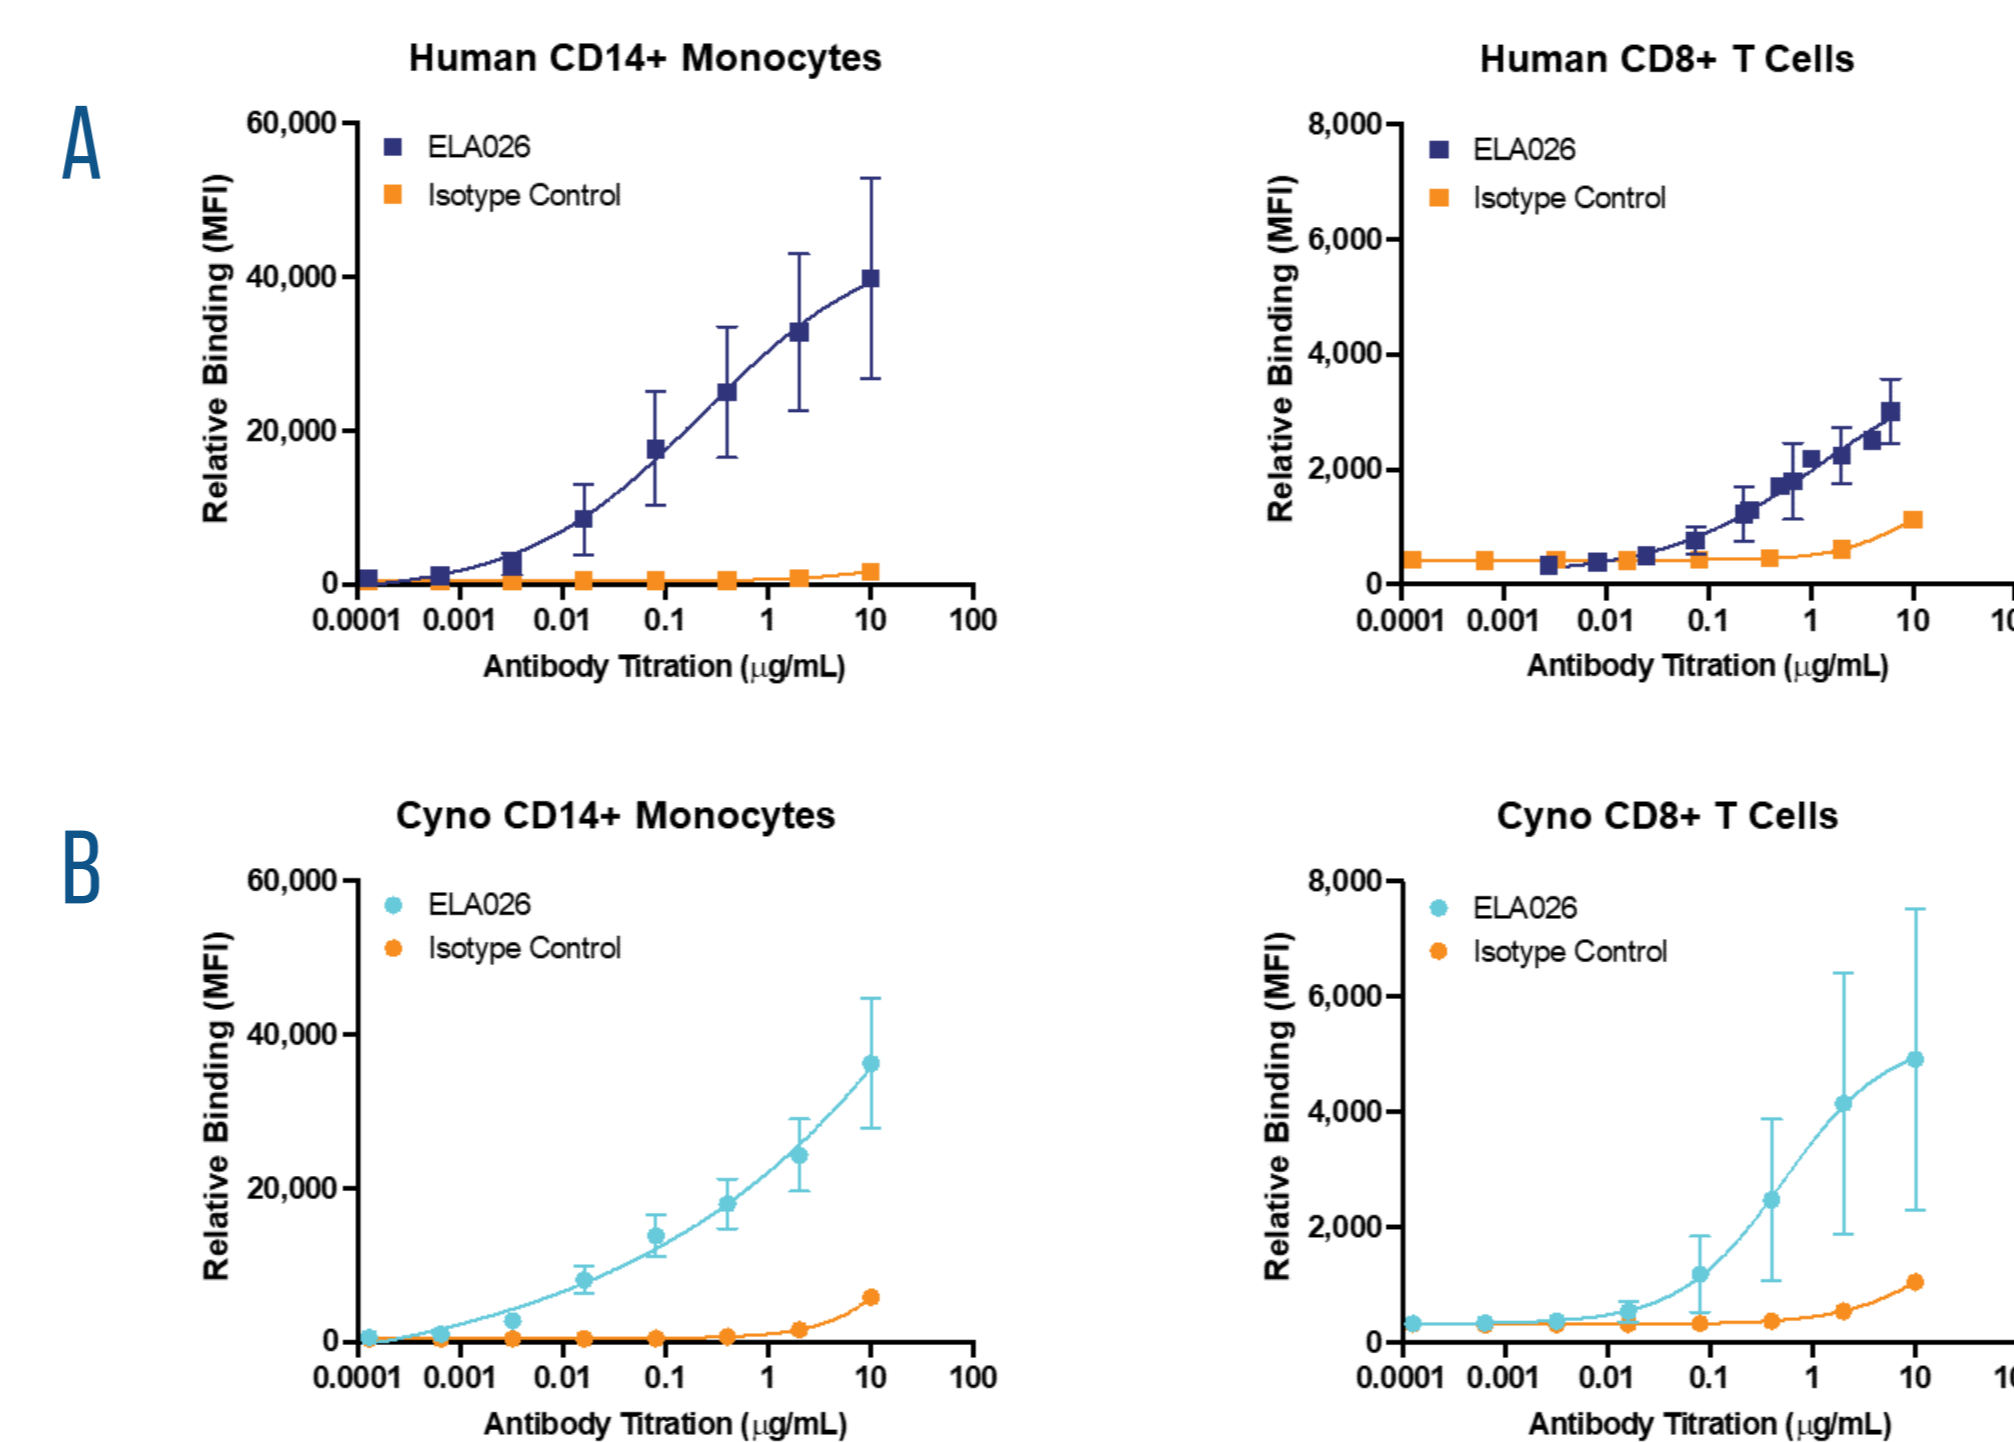 A
Human CD14+ Monocytes
Relative Binding (MFI)
60,000
40,000
20,000
0
ELA026
Isotype Control
0.0001 0.001 0.01 0.1 1 10 100
Antibody Titration (μg/mL)
Human CD8+ T Cells
Relative Binding (MFI)
8,000
6,000
4,000
2,000
0
ELA026
Isotype Control
0.0001 0.001 0.01 0.1 1 10
Antibody Titration (μg/mL)
B
Cyno CD14+ Monocytes
Relative Binding (MFI)
60,000
40,000
20,000
0
ELA026
Isotype Control
0.0001 0.001 0.01 0.1 1 10 100
Antibody Titration (μg/mL)
Cyno CD8+ T Cells
Relative Binding (MFI)
8,000
6,000
4,000
2,000
0
ELA026
Isotype Control
0.0001 0.001 0.01 0.1 1 10
Antibody Titration (μg/mL)